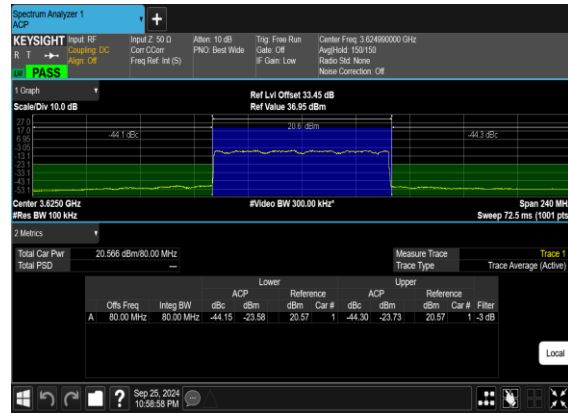 Spectrum Analyzer 1
ACP
KEYSIGHT Input: RF Input Z: 50 Ω Atten: 10 dB Trig: Free Run Center Freq: 3.624990000 GHz
R T Coupling: DC Corr CCorr PNO: Best Wide Gate: Off Avg|Hold: 150/150
Align: Off Freq Ref: Int (S) IF Gain: Low Radio Std: None
PASS Noise Correction: Off
1 Graph Ref Lvl Offset 33.45 dB
Scale/Div 10.0 dB Ref Value 36.95 dBm
27.0
17.0 -44.1 dBc 20.6 dBm -44.3 dBc
6.95
-3.05
-13.1
-23.1
-33.1
-43.1
-53.1
Center 3.6250 GHz #Video BW 300.00 kHz* Span 240 MH
#Res BW 100 kHz Sweep 72.5 ms (1001 pts
2 Metrics
Total Car Pwr 20.566 dBm/80.00 MHz Measure Trace Trace 1
Total PSD --- Trace Type Trace Average (Active)
Lower Upper
ACP Reference ACP Reference
Offs Freq Integ BW dBc dBm dBm Car # dBc dBm dBm Car # Filter
A 80.00 MHz 80.00 MHz -44.15 -23.58 20.57 1 -44.30 -23.73 20.57 1 -3 dB
Local
Sep 25, 2024
10:58:58 PM